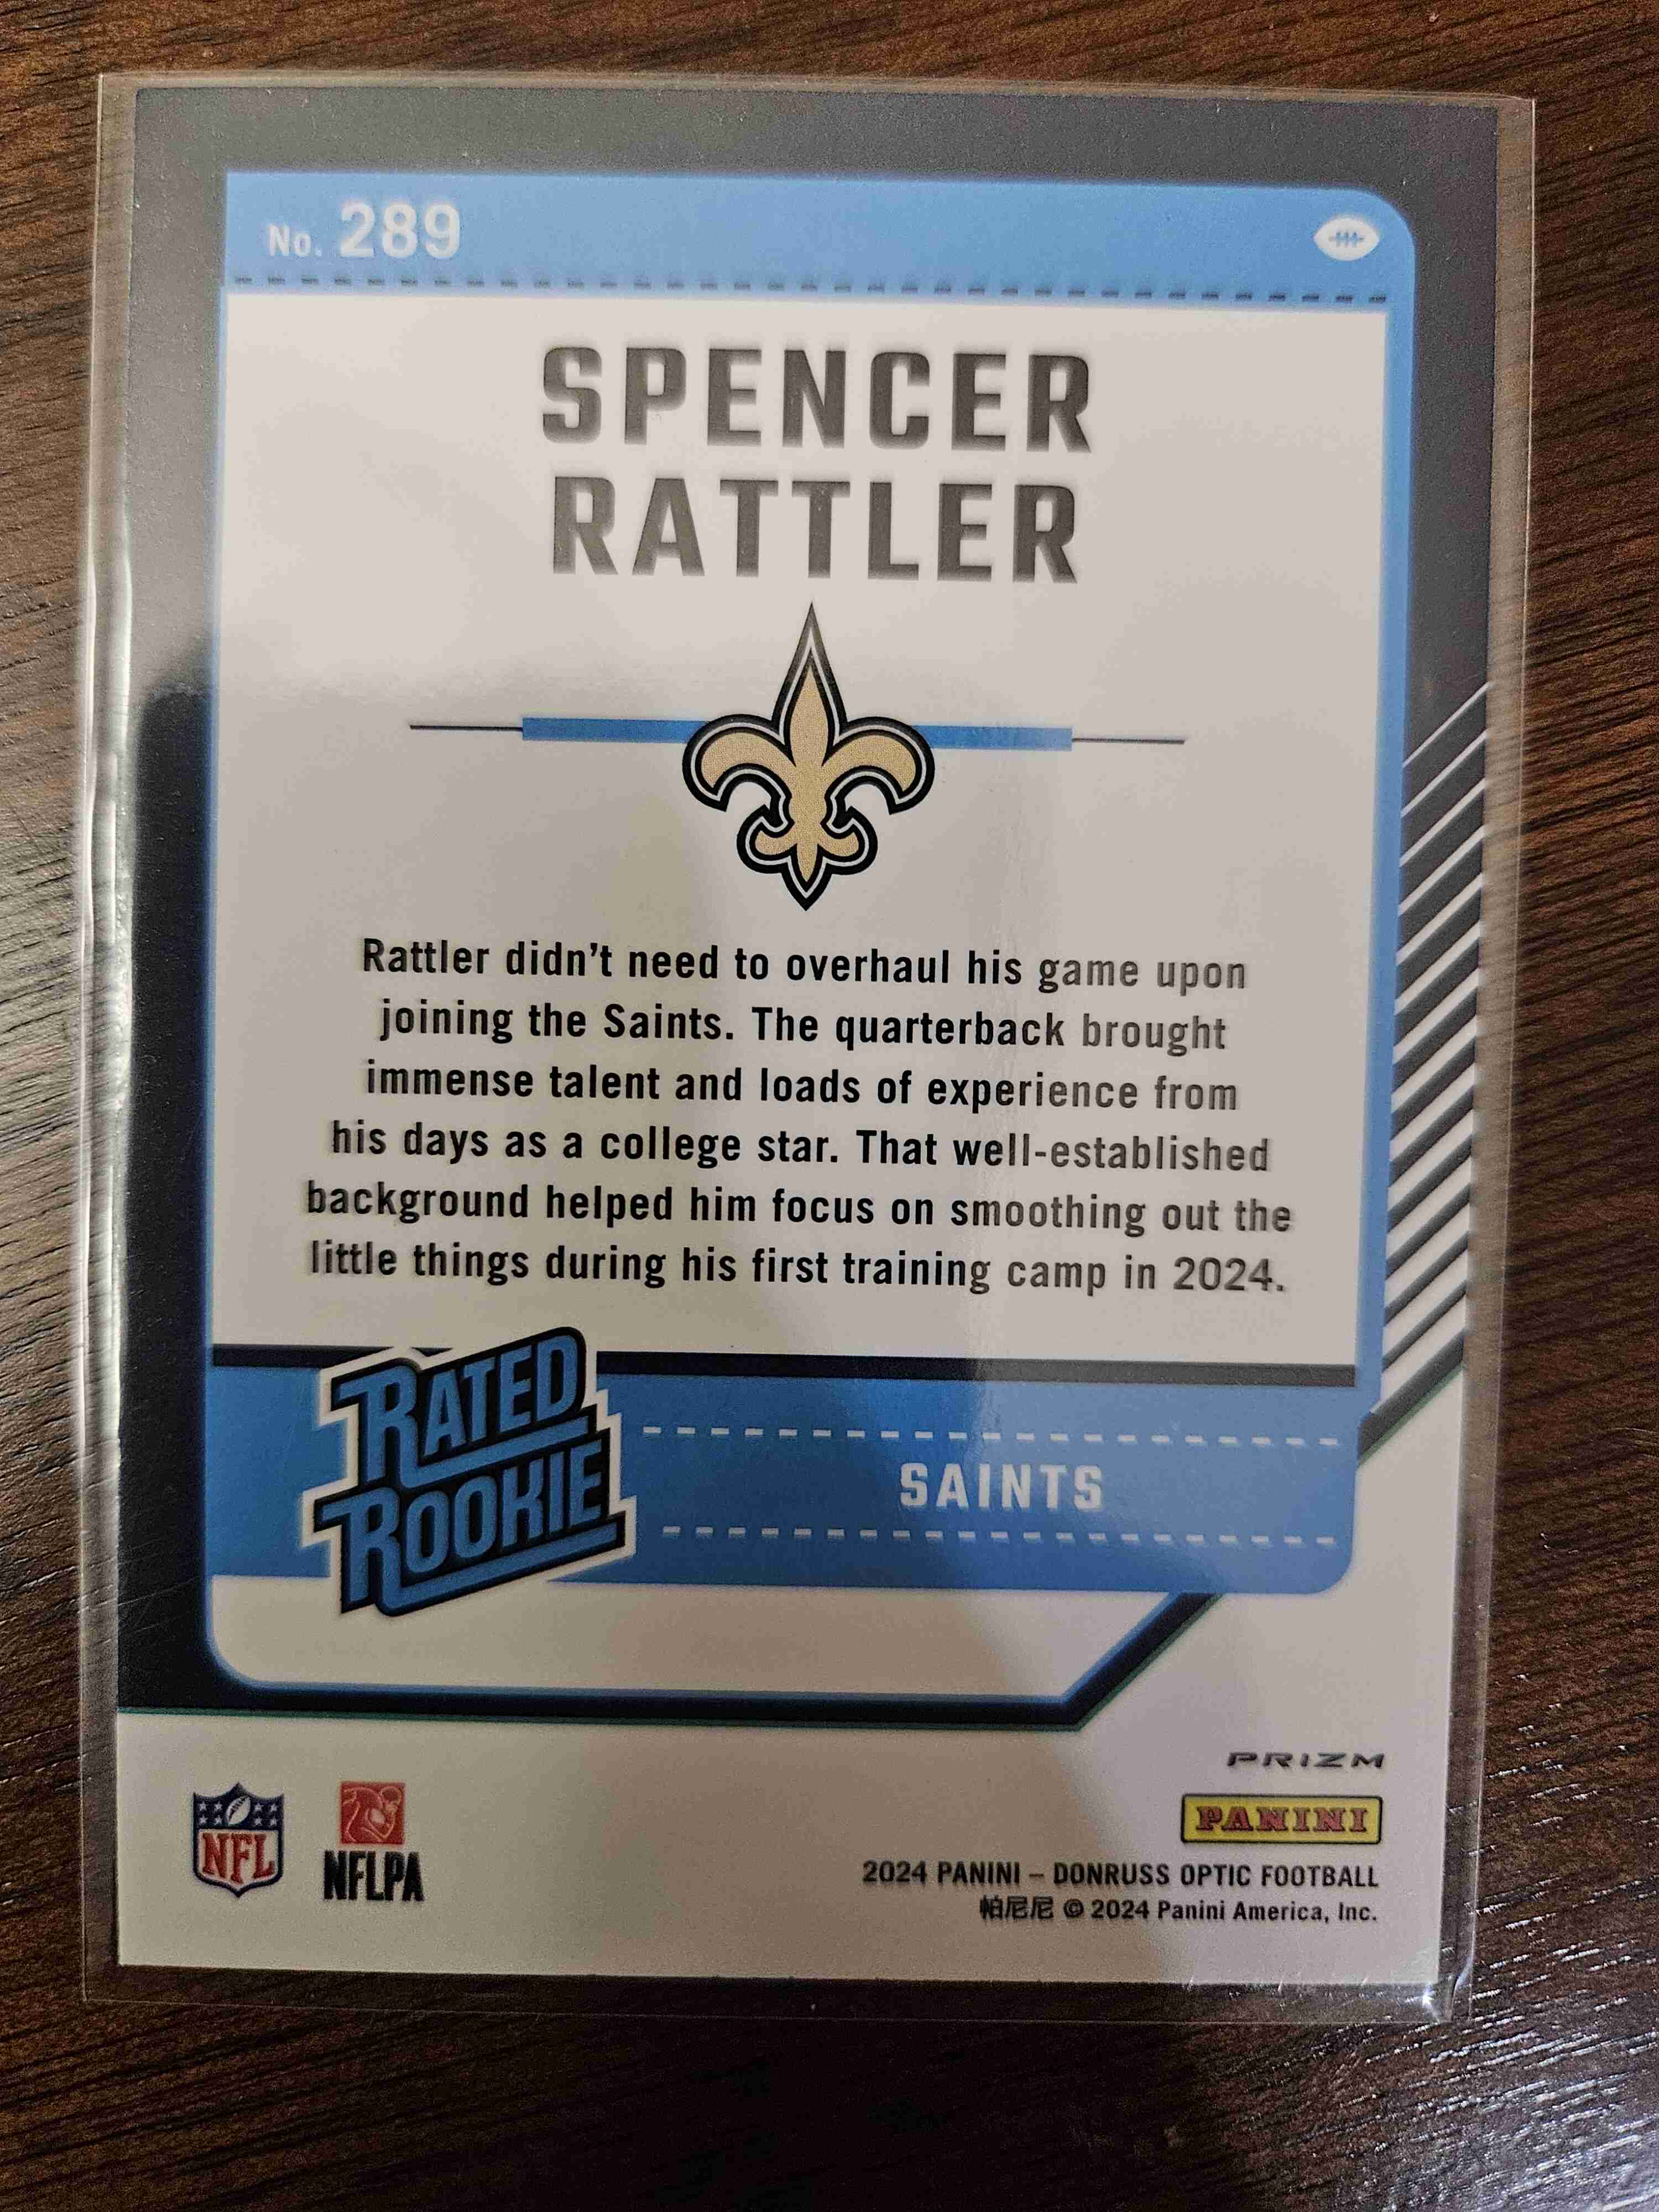 No. 289
SPENCER
RATTLER
Rattler didn't need to overhaul his game upon
joining the Saints. The quarterback brought
immense talent and loads of experience from
his days as a college star. That well-established
background helped him focus on smoothing out the
little things during his first training camp in 2024.
RATED
ROOKIE
SAINTS
PRIZM
PANINI
NFL
NFLPA
2024 PANINI – DONRUSS OPTIC FOOTBALL
帕尼尼 © 2024 Panini America, Inc.